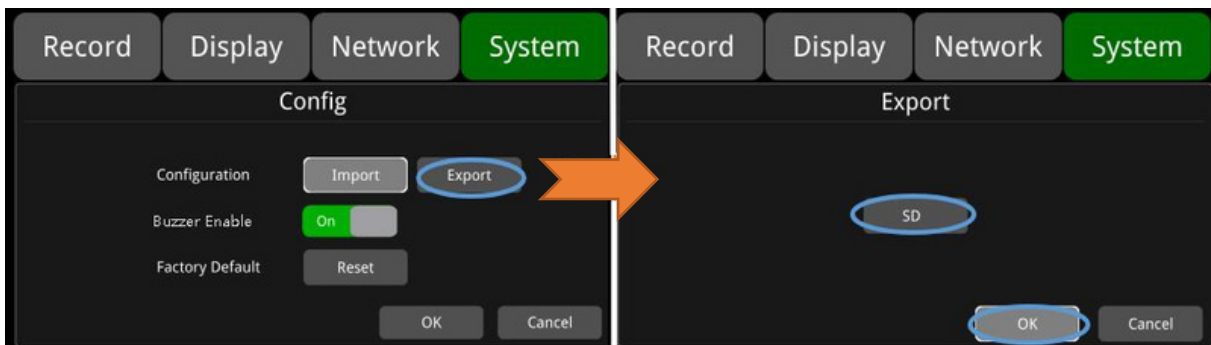 Record Display Network System
Config
Configuration Import Export
Buzzer Enable On
Factory Default Reset
OK Cancel
Record Display Network System
Export
SD
OK Cancel